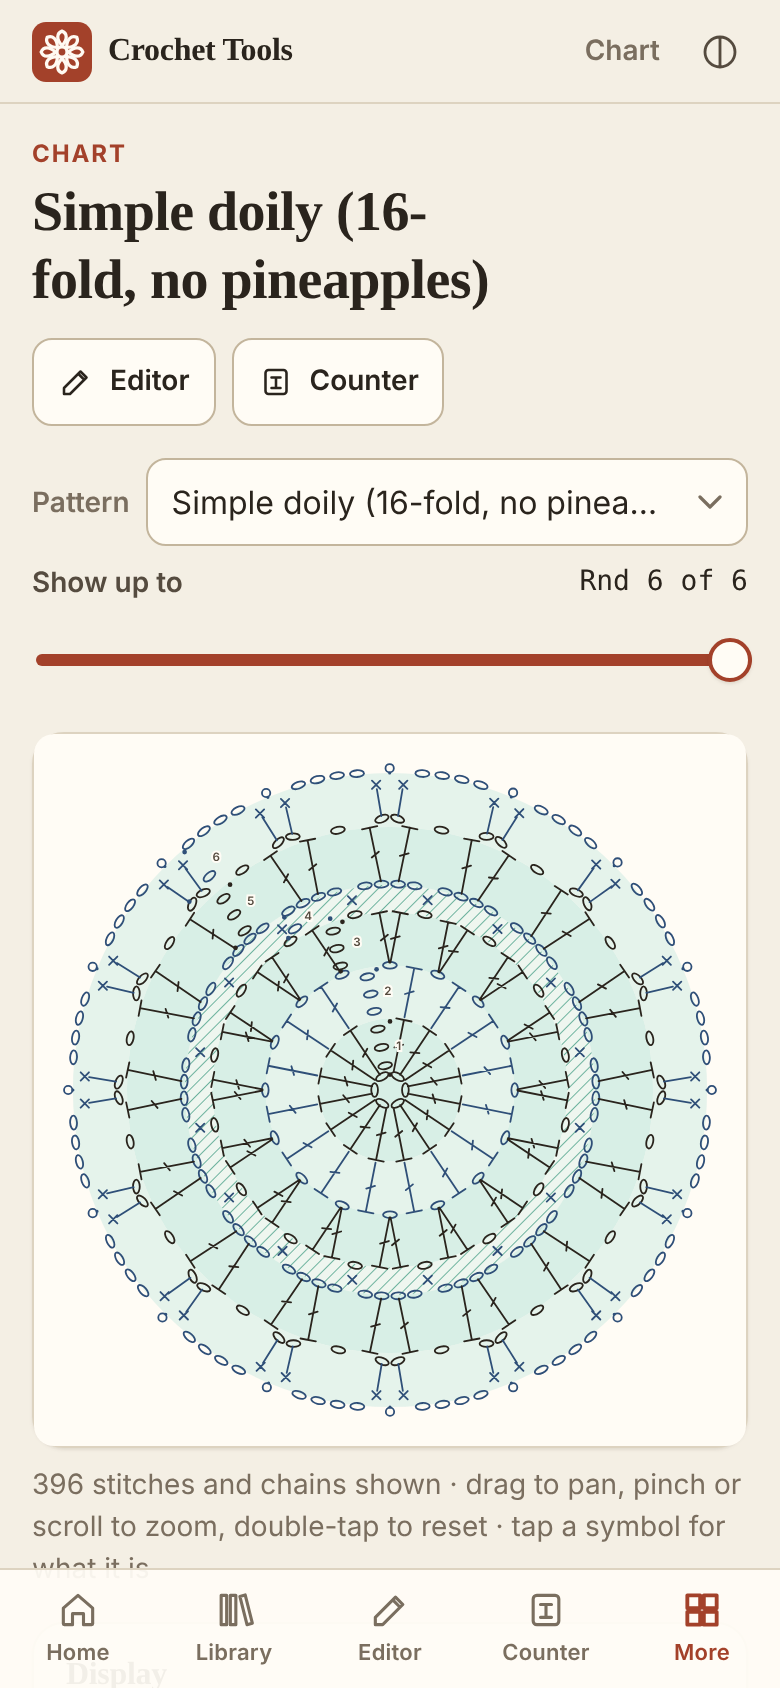 Crochet Tools
Chart
CHART
Simple doily (16-
fold, no pineapples)
Editor
Counter
Pattern
Simple doily (16-fold, no pinea...
Show up to
Rnd 6 of 6
6
5
4
3
2
1
396 stitches and chains shown · drag to pan, pinch or
scroll to zoom, double-tap to reset · tap a symbol for
what it is
Display
Home
Library
Editor
Counter
More